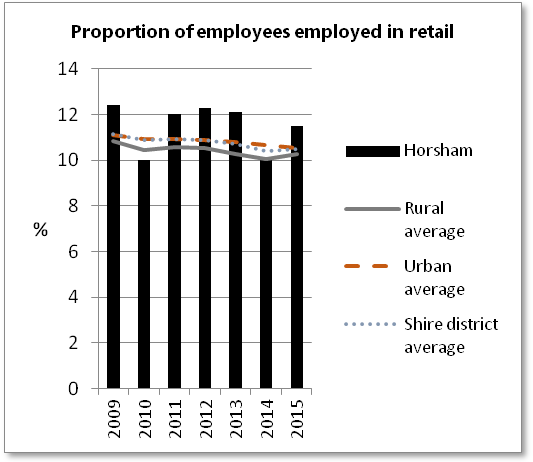 Proportion of employees employed in retail
14
12
10
8
6
4
2
0
%
2009
2010
2011
2012
2013
2014
2015
Horsham
Rural
average
Urban
average
Shire district
average